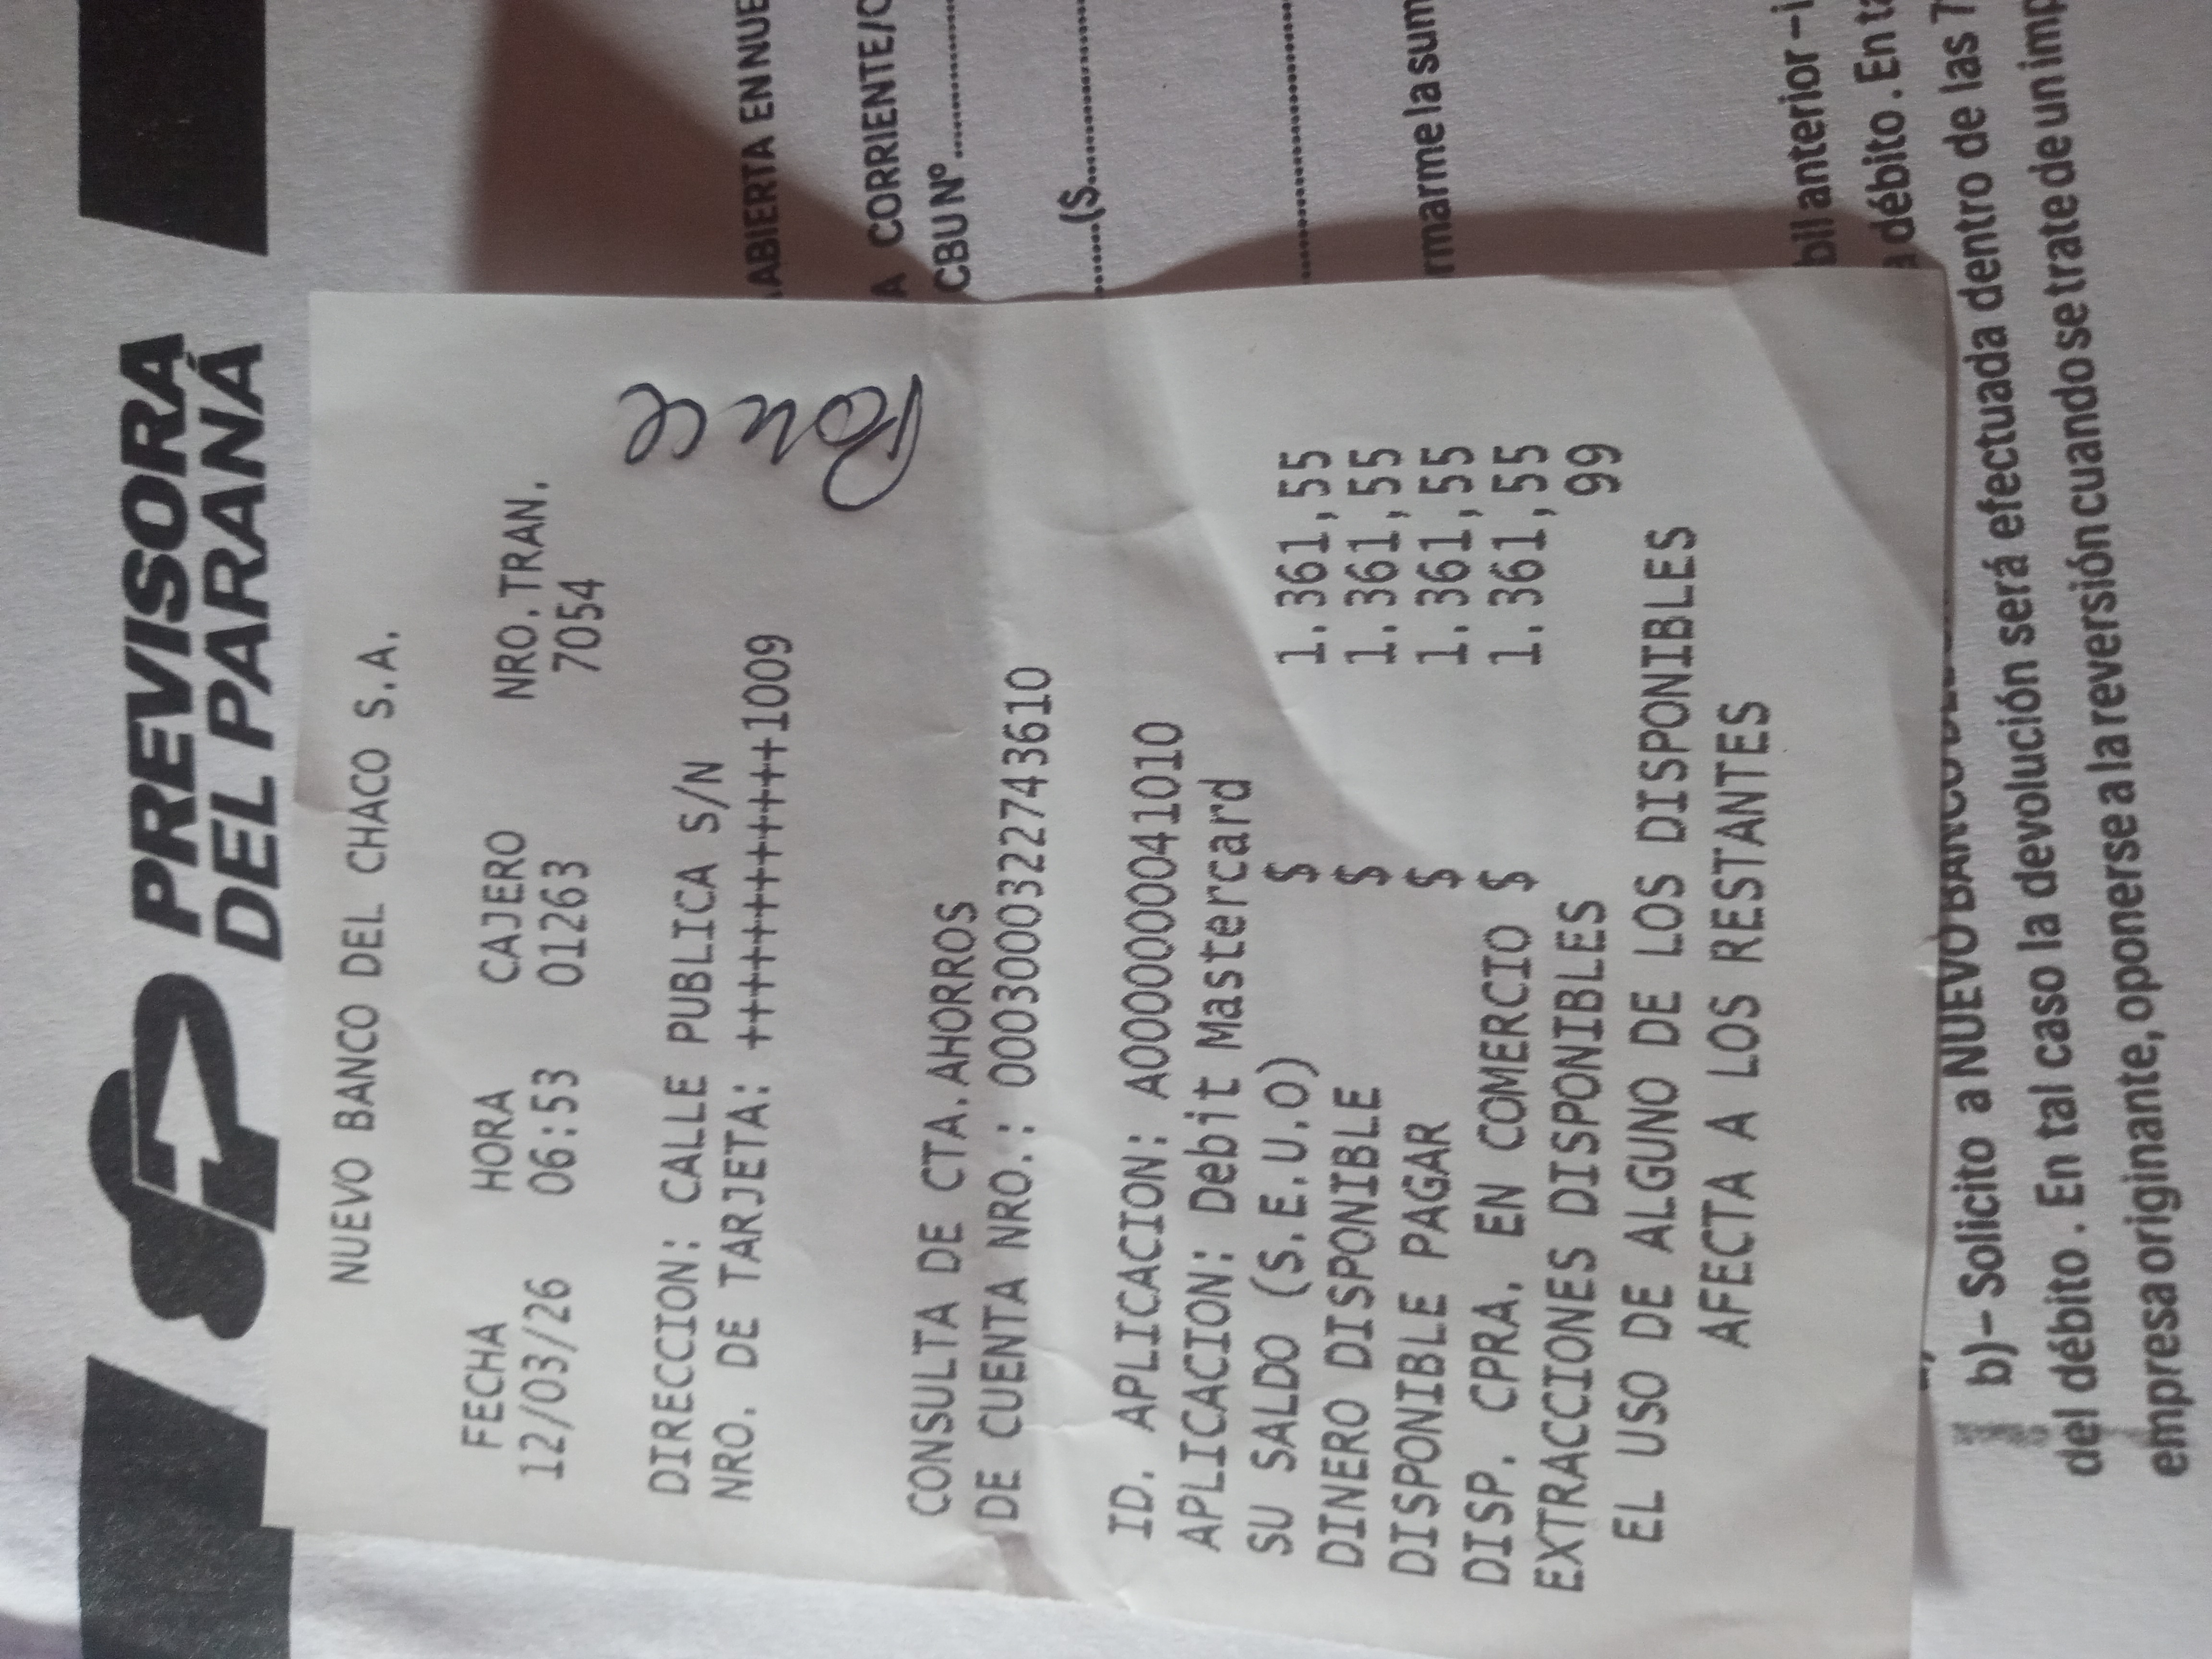 PREVISORA
DEL PARANÁ
NUEVO BANCO DEL CHACO S.A.
FECHA HORA CAJERO NRO.TRAN.
12/03/26 06:53 01263 7054
DIRECCION: CALLE PUBLICA S/N
NRO. DE TARJETA: ++++++++++++1009
Ponce
CONSULTA DE CTA.AHORROS
DE CUENTA NRO.: 000300032274​3610
ID. APLICACION: A0000000041010
APLICACION: Debit Mastercard
SU SALDO (S.E.U.O) $ 1.361,55
DINERO DISPONIBLE $ 1.361,55
DISPONIBLE PAGAR $ 1.361,55
DISP. CPRA. EN COMERCIO $ 1.361,55
EXTRACCIONES DISPONIBLES 99
EL USO DE ALGUNO DE LOS DISPONIBLES
AFECTA A LOS RESTANTES
ABIERTA EN NUE
A CORRIENTE/C
CBU Nº
($
rmarme la sum
bil anterior - i
débito. En ta
b)- Solicito a NUEVO BANCO será efectuada dentro de las 7
del débito. En tal caso la devolución
empresa originante, oponerse a la reversión cuando se trate de un imp